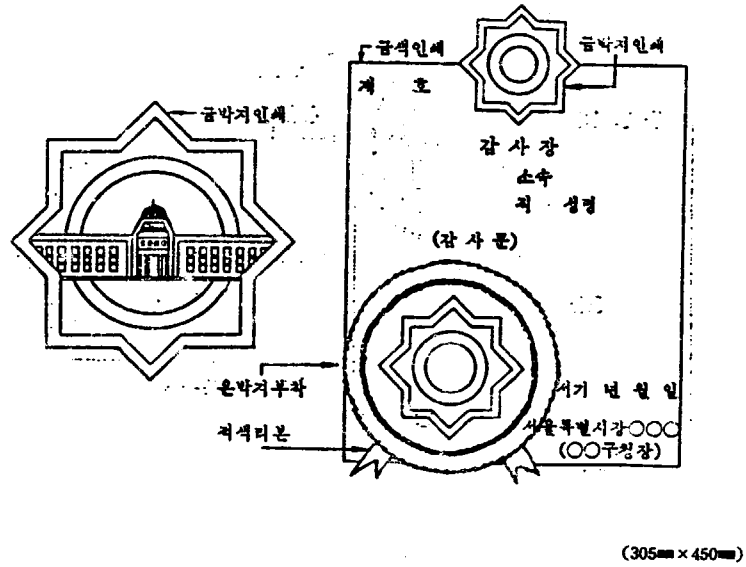 금색인쇄
금박지인쇄
제 호
금박지인쇄
감 사 장
소속
직 성명
(감 사 문)
은박지부착
서기 년 월 일
적색리본
서울특별시장○○○
(○○구청장)
(305㎜×450㎜)